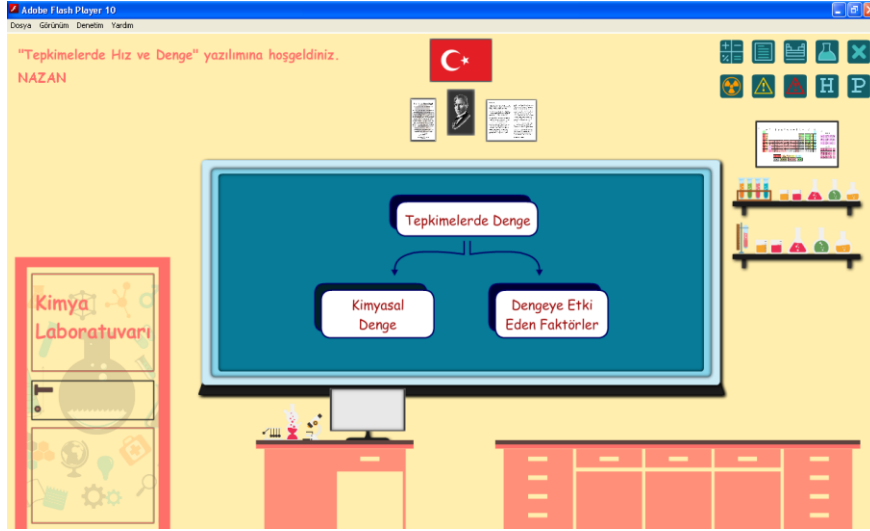 Adobe Flash Player 10
Dosya Görünüm Denetim Yardım
"Tepkimelerde Hız ve Denge" yazılımına hoşgeldiniz.
NAZAN
H P
Tepkimelerde Denge
Kimyasal
Denge
Dengeye Etki
Eden Faktörler
Kimya
Laboratuvarı